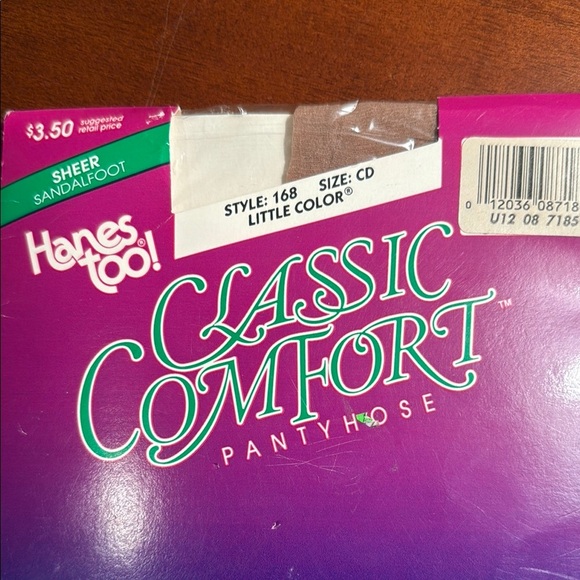 $3.50 suggested
retail price
SHEER
SANDALFOOT
Hanes
too!®
STYLE: 168 SIZE: CD
LITTLE COLOR®
0 12036 08718
U12 08 7185
CLASSIC
COMFORT™
PANTYHOSE